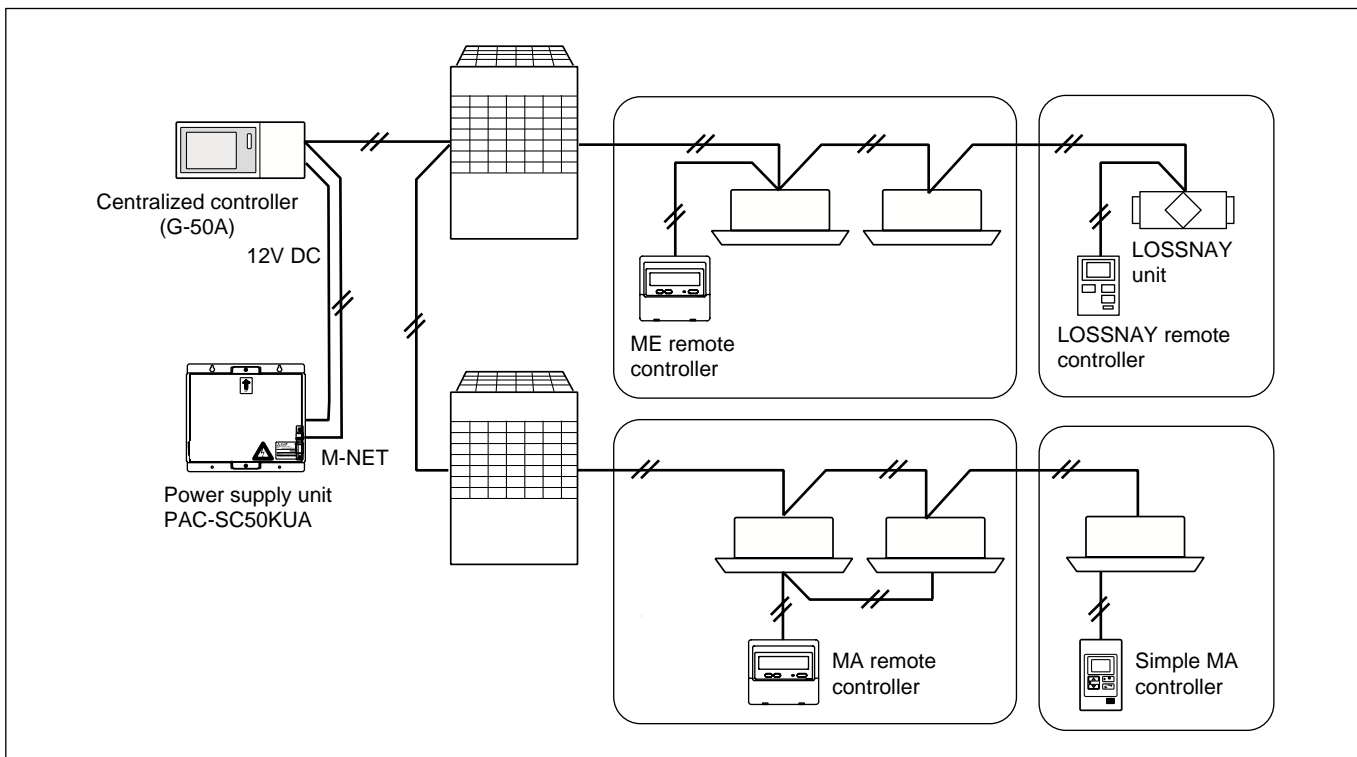 Centralized controller
(G-50A)
12V DC
M-NET
Power supply unit
PAC-SC50KUA
ME remote
controller
LOSSNAY
unit
LOSSNAY remote
controller
MA remote
controller
Simple MA
controller